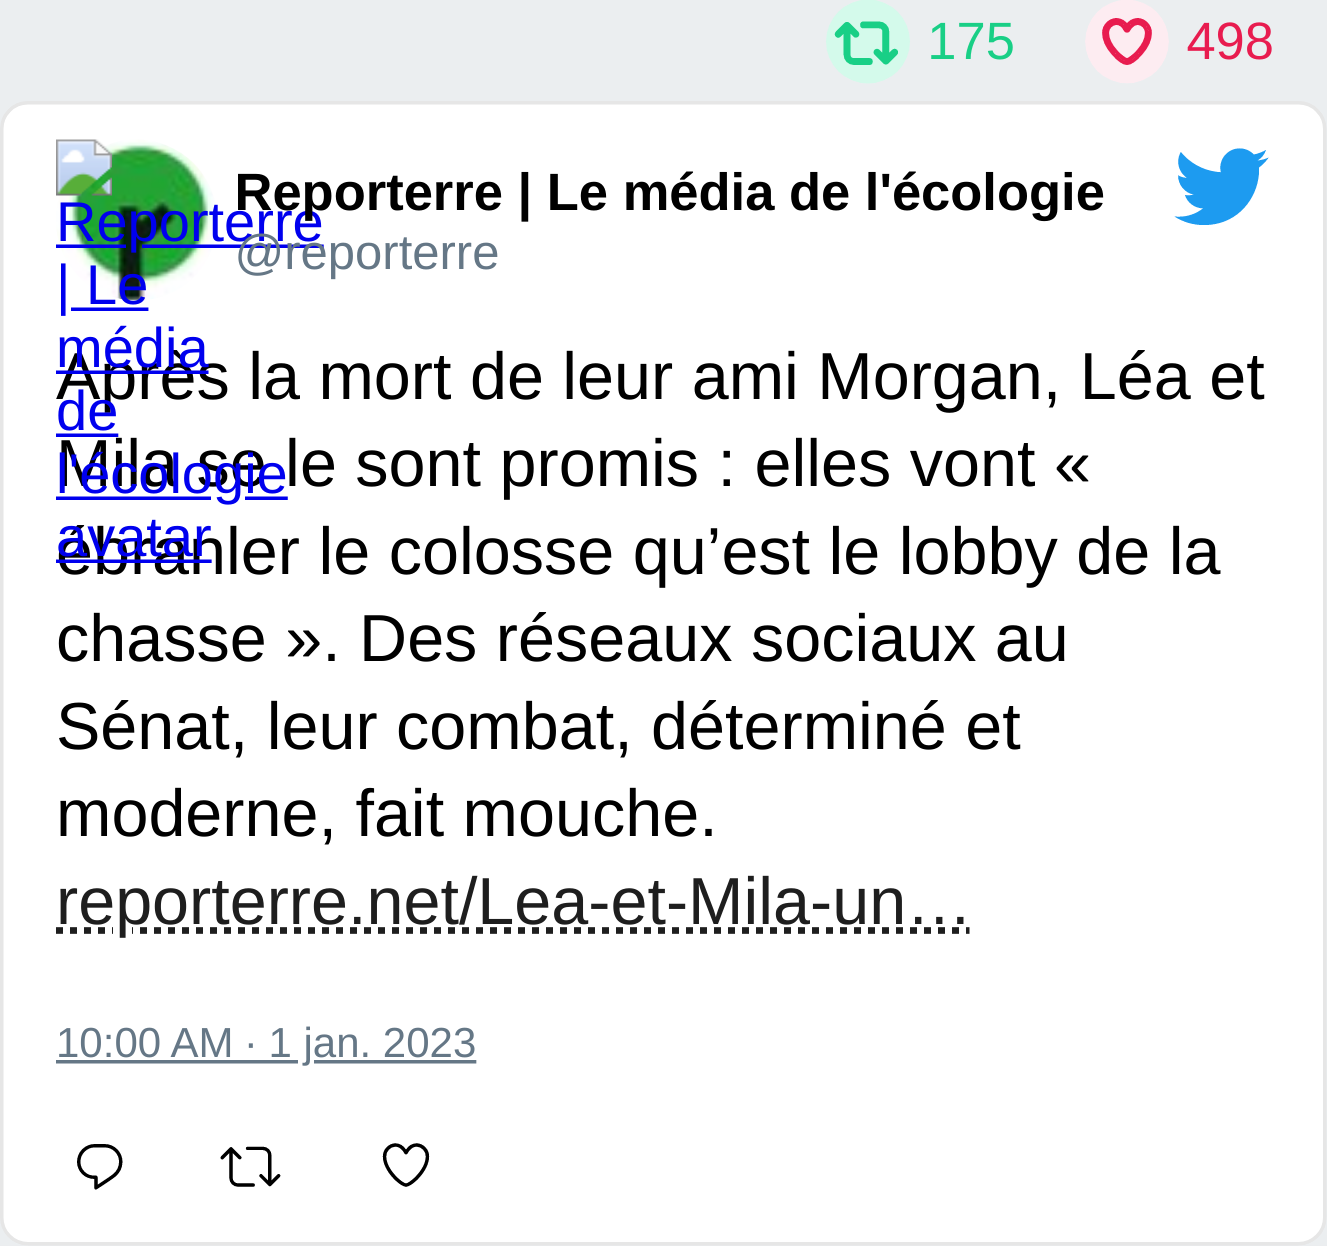 175 498
Reporterre | Le média de l'écologie
@reporterre
Reporterre
| Le
média
de
l'écologie
avatar
Après la mort de leur ami Morgan, Léa et
Mila se le sont promis : elles vont «
ébranler le colosse qu’est le lobby de la
chasse ». Des réseaux sociaux au
Sénat, leur combat, déterminé et
moderne, fait mouche.
reporterre.net/Lea-et-Mila-un…
10:00 AM · 1 jan. 2023